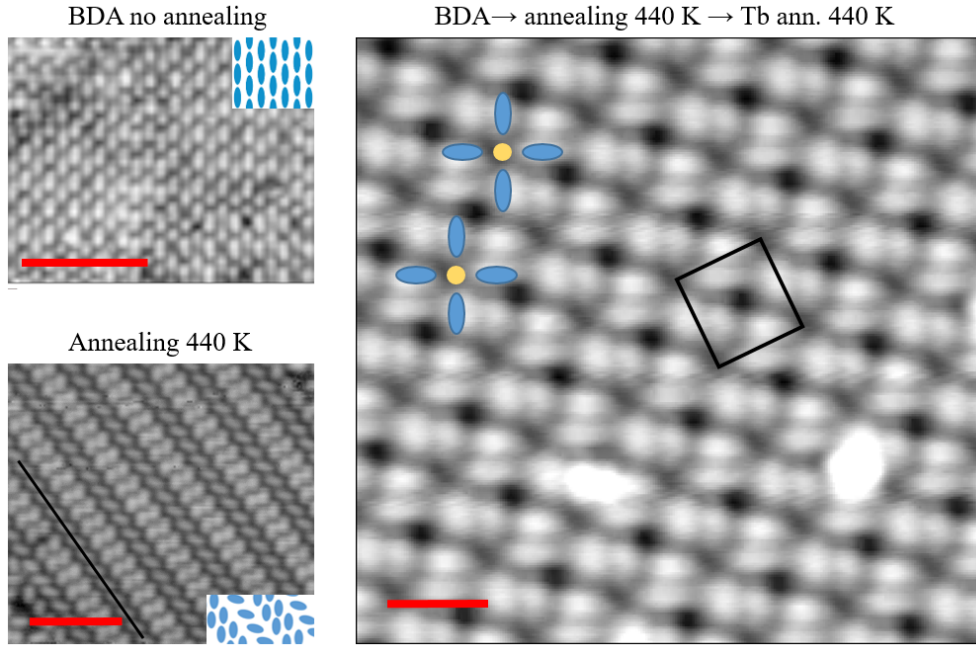 BDA no annealing
BDA→ annealing 440 K → Tb ann. 440 K
Annealing 440 K